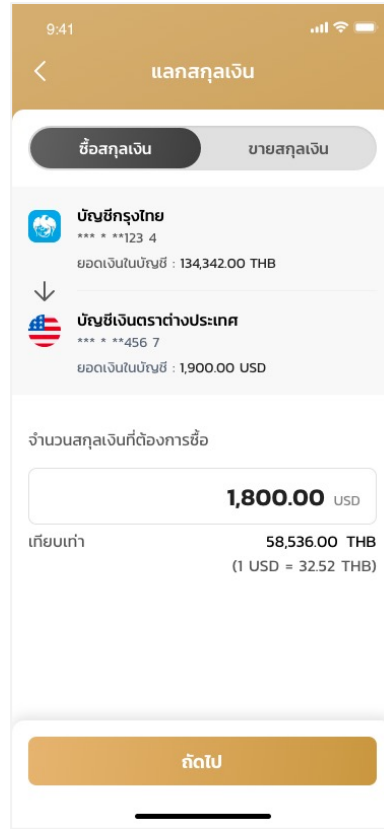 9:41
แลกสกุลเงิน
ซื้อสกุลเงิน
ขายสกุลเงิน
บัญชีกรุงไทย
*** * **123 4
ยอดเงินในบัญชี : 134,342.00 THB
บัญชีเงินตราต่างประเทศ
*** * **456 7
ยอดเงินในบัญชี : 1,900.00 USD
จำนวนสกุลเงินที่ต้องการซื้อ
1,800.00 USD
เทียบเท่า 58,536.00 THB
(1 USD = 32.52 THB)
ถัดไป